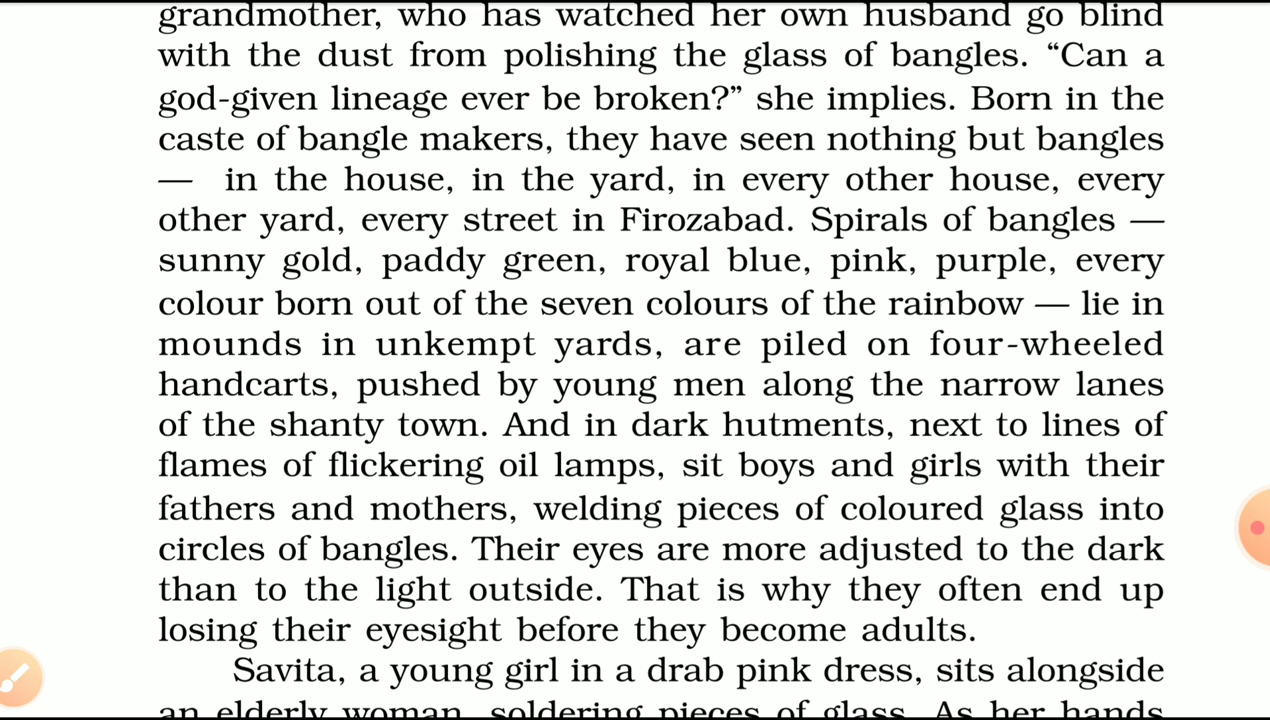 grandmother, who has watched her own husband go blind
with the dust from polishing the glass of bangles. “Can a
god-given lineage ever be broken?” she implies. Born in the
caste of bangle makers, they have seen nothing but bangles
— in the house, in the yard, in every other house, every
other yard, every street in Firozabad. Spirals of bangles —
sunny gold, paddy green, royal blue, pink, purple, every
colour born out of the seven colours of the rainbow — lie in
mounds in unkempt yards, are piled on four-wheeled
handcarts, pushed by young men along the narrow lanes
of the shanty town. And in dark hutments, next to lines of
flames of flickering oil lamps, sit boys and girls with their
fathers and mothers, welding pieces of coloured glass into
circles of bangles. Their eyes are more adjusted to the dark
than to the light outside. That is why they often end up
losing their eyesight before they become adults.
Savita, a young girl in a drab pink dress, sits alongside
an elderly woman, soldering pieces of glass. As her hands